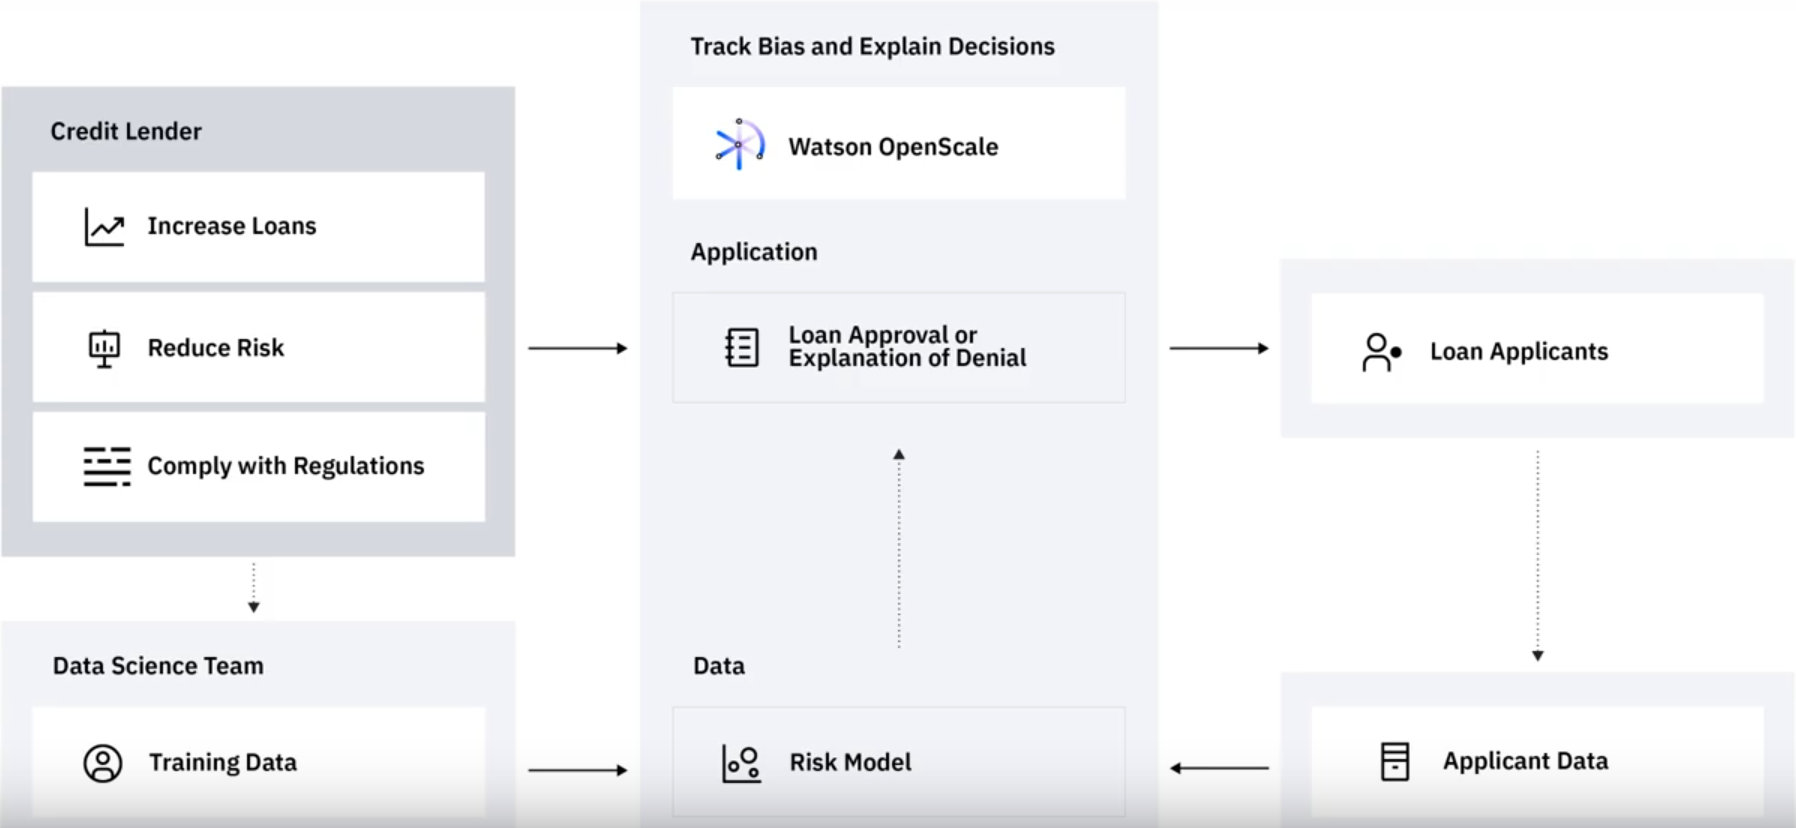 Credit Lender
Increase Loans
Reduce Risk
Comply with Regulations
Data Science Team
Training Data
Track Bias and Explain Decisions
Watson OpenScale
Application
Loan Approval or
Explanation of Denial
Data
Risk Model
Loan Applicants
Applicant Data